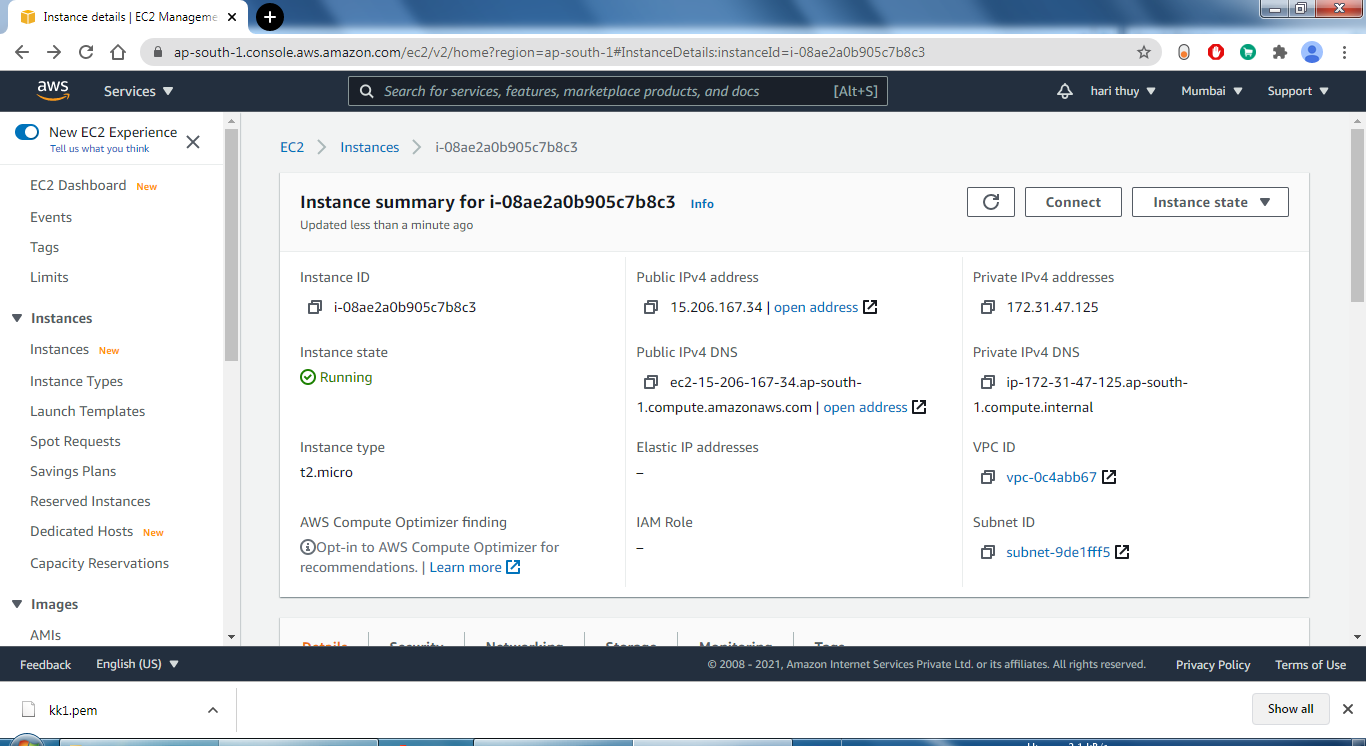 Instance details | EC2 Manageme
ap-south-1.console.aws.amazon.com/ec2/v2/home?region=ap-south-1#InstanceDetails:instanceId=i-08ae2a0b905c7b8c3
aws
Services
Search for services, features, marketplace products, and docs [Alt+S]
hari thuy
Mumbai
Support
New EC2 Experience
Tell us what you think
EC2 Dashboard New
Events
Tags
Limits
Instances
Instances New
Instance Types
Launch Templates
Spot Requests
Savings Plans
Reserved Instances
Dedicated Hosts New
Capacity Reservations
Images
AMIs
EC2 > Instances > i-08ae2a0b905c7b8c3
Instance summary for i-08ae2a0b905c7b8c3 Info
Updated less than a minute ago
Connect
Instance state
Instance ID
i-08ae2a0b905c7b8c3
Public IPv4 address
15.206.167.34 | open address
Private IPv4 addresses
172.31.47.125
Instance state
Running
Public IPv4 DNS
ec2-15-206-167-34.ap-south-
1.compute.amazonaws.com | open address
Private IPv4 DNS
ip-172-31-47-125.ap-south-
1.compute.internal
Instance type
t2.micro
Elastic IP addresses
–
VPC ID
vpc-0c4abb67
AWS Compute Optimizer finding
Opt-in to AWS Compute Optimizer for
recommendations. | Learn more
IAM Role
–
Subnet ID
subnet-9de1fff5
Details
Security
Networking
Storage
Monitoring
Tags
Feedback
English (US)
© 2008 - 2021, Amazon Internet Services Private Ltd. or its affiliates. All rights reserved.
Privacy Policy
Terms of Use
kk1.pem
Show all